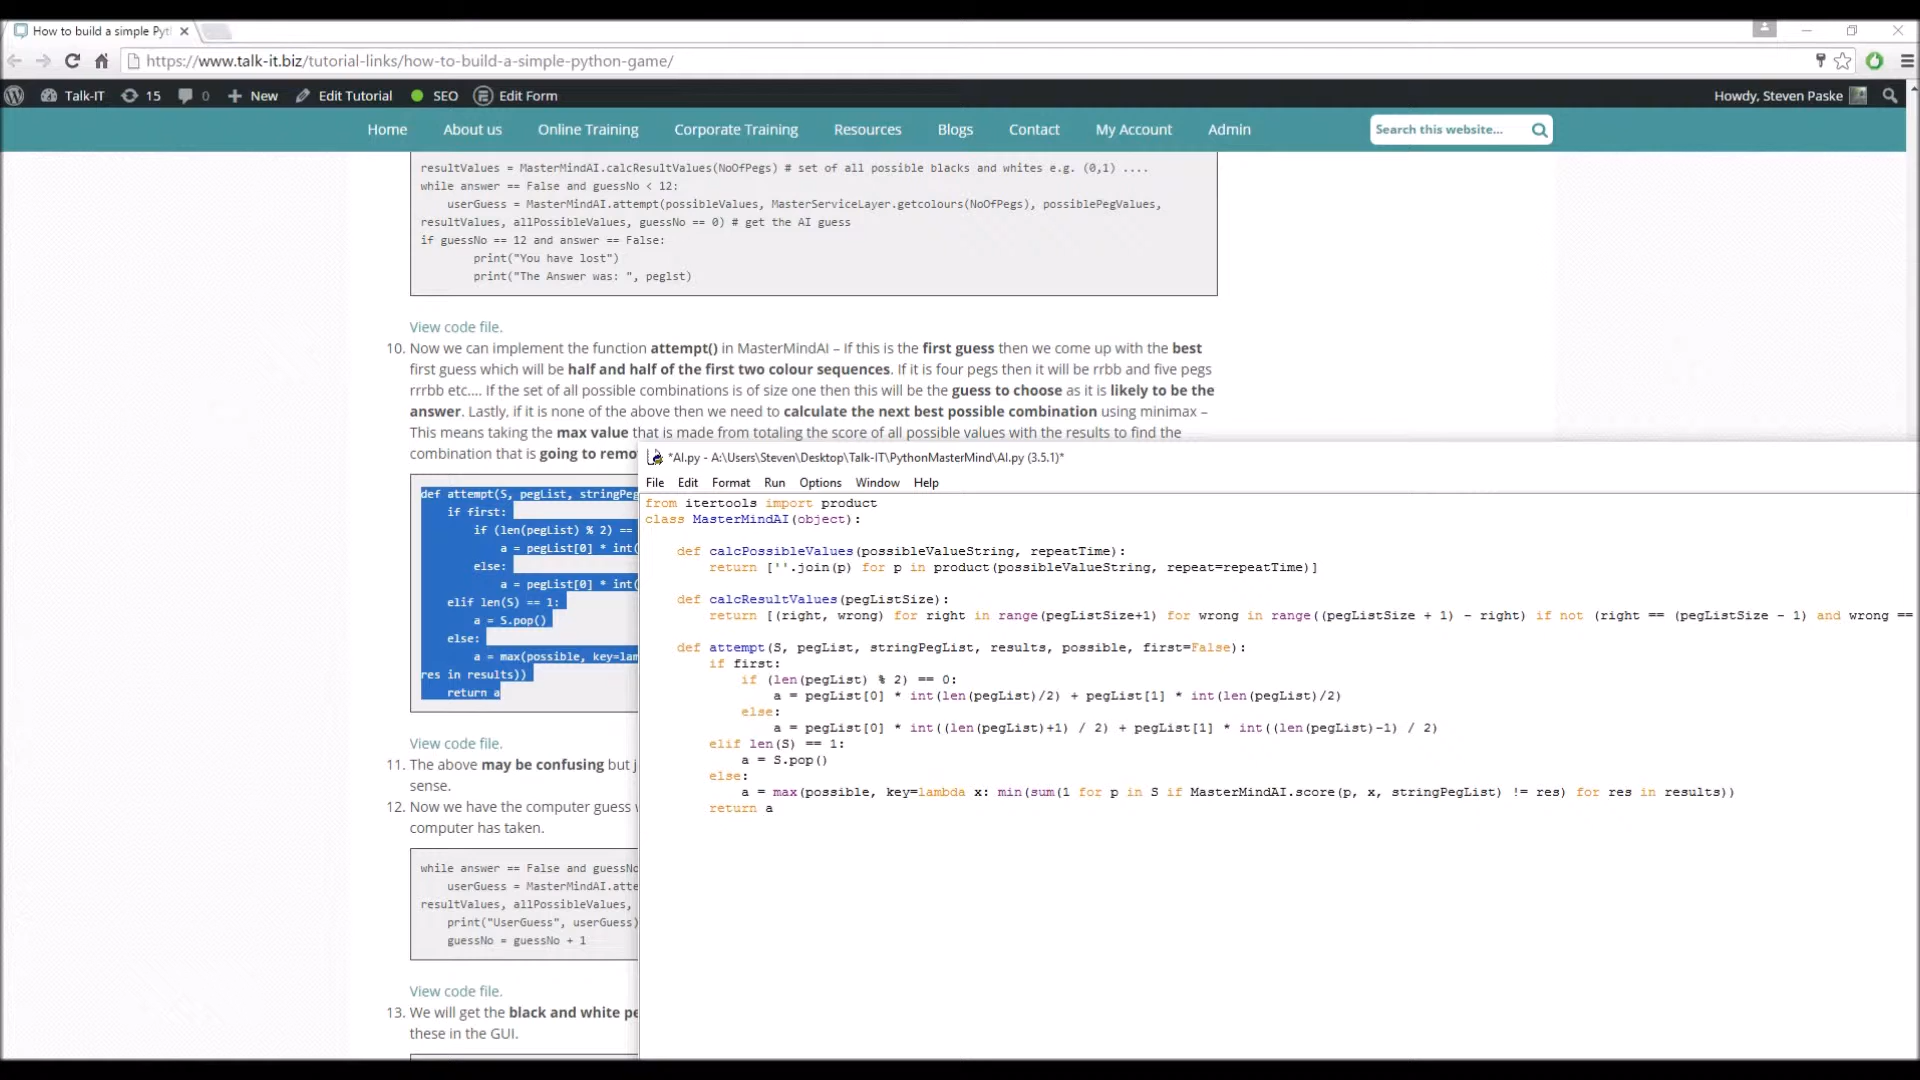 How to build a simple Pyt
https://www.talk-it.biz/tutorial-links/how-to-build-a-simple-python-game/
Talk-IT 15 0 New Edit Tutorial SEO Edit Form Howdy, Steven Paske
Home About us Online Training Corporate Training Resources Blogs Contact My Account Admin Search this website...
resultValues = MasterMindAI.calcResultValues(NoOfPegs) # set of all possible blacks and whites e.g. (0,1) ....
while answer == False and guessNo < 12:
userGuess = MasterMindAI.attempt(possibleValues, MasterServiceLayer.getcolours(NoOfPegs), possiblePegValues,
resultValues, allPossibleValues, guessNo == 0) # get the AI guess
if guessNo == 12 and answer == False:
print("You have lost")
print("The Answer was: ", peglst)
View code file.
10. Now we can implement the function attempt() in MasterMindAI – If this is the first guess then we come up with the best
first guess which will be half and half of the first two colour sequences. If it is four pegs then it will be rrbb and five pegs
rrrbb etc.... If the set of all possible combinations is of size one then this will be the guess to choose as it is likely to be the
answer. Lastly, if it is none of the above then we need to calculate the next best possible combination using minimax –
This means taking the max value that is made from totaling the score of all possible values with the results to find the
combination that is going to remo
def attempt(S, pegList, stringPeg
if first:
if (len(pegList) % 2) ==
a = pegList[0] * int(
else:
a = pegList[0] * int(
elif len(S) == 1:
a = S.pop()
else:
a = max(possible, key=lam
res in results))
return a
View code file.
11. The above may be confusing but j
sense.
12. Now we have the computer guess
computer has taken.
while answer == False and guessNo
userGuess = MasterMindAI.atte
resultValues, allPossibleValues,
print("UserGuess", userGuess)
guessNo = guessNo + 1
View code file.
13. We will get the black and white pe
these in the GUI.
*AI.py - A:\Users\Steven\Desktop\Talk-IT\PythonMasterMind\AI.py (3.5.1)*
File Edit Format Run Options Window Help
from itertools import product
class MasterMindAI(object):
def calcPossibleValues(possibleValueString, repeatTime):
return [''.join(p) for p in product(possibleValueString, repeat=repeatTime)]
def calcResultValues(pegListSize):
return [(right, wrong) for right in range(pegListSize+1) for wrong in range((pegListSize + 1) - right) if not (right == (pegListSize - 1) and wrong ==
def attempt(S, pegList, stringPegList, results, possible, first=False):
if first:
if (len(pegList) % 2) == 0:
a = pegList[0] * int(len(pegList)/2) + pegList[1] * int(len(pegList)/2)
else:
a = pegList[0] * int((len(pegList)+1) / 2) + pegList[1] * int((len(pegList)-1) / 2)
elif len(S) == 1:
a = S.pop()
else:
a = max(possible, key=lambda x: min(sum(1 for p in S if MasterMindAI.score(p, x, stringPegList) != res) for res in results))
return a